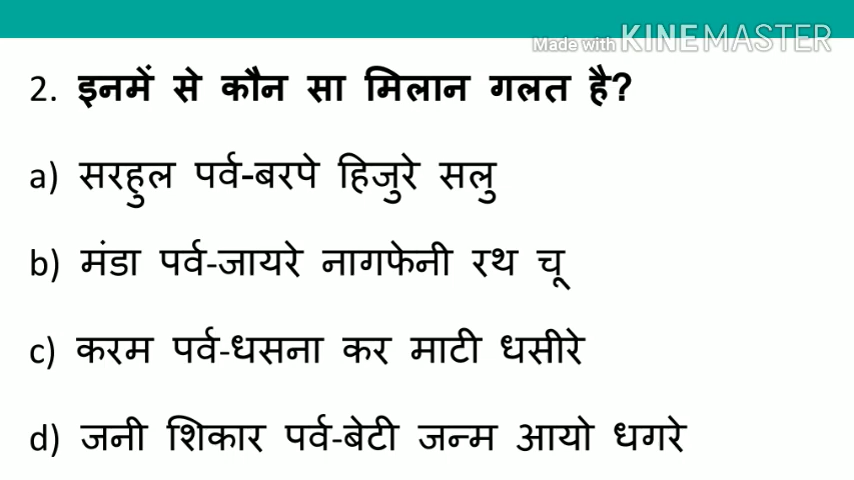 Made with KINEMASTER
2. इनमें से कौन सा मिलान गलत है?
a) सरहुल पर्व-बरपे हिजुरे सलु
b) मंडा पर्व-जायरे नागफेनी रथ चू
c) करम पर्व-धसना कर माटी धसीरे
d) जनी शिकार पर्व-बेटी जन्म आयो धगरे